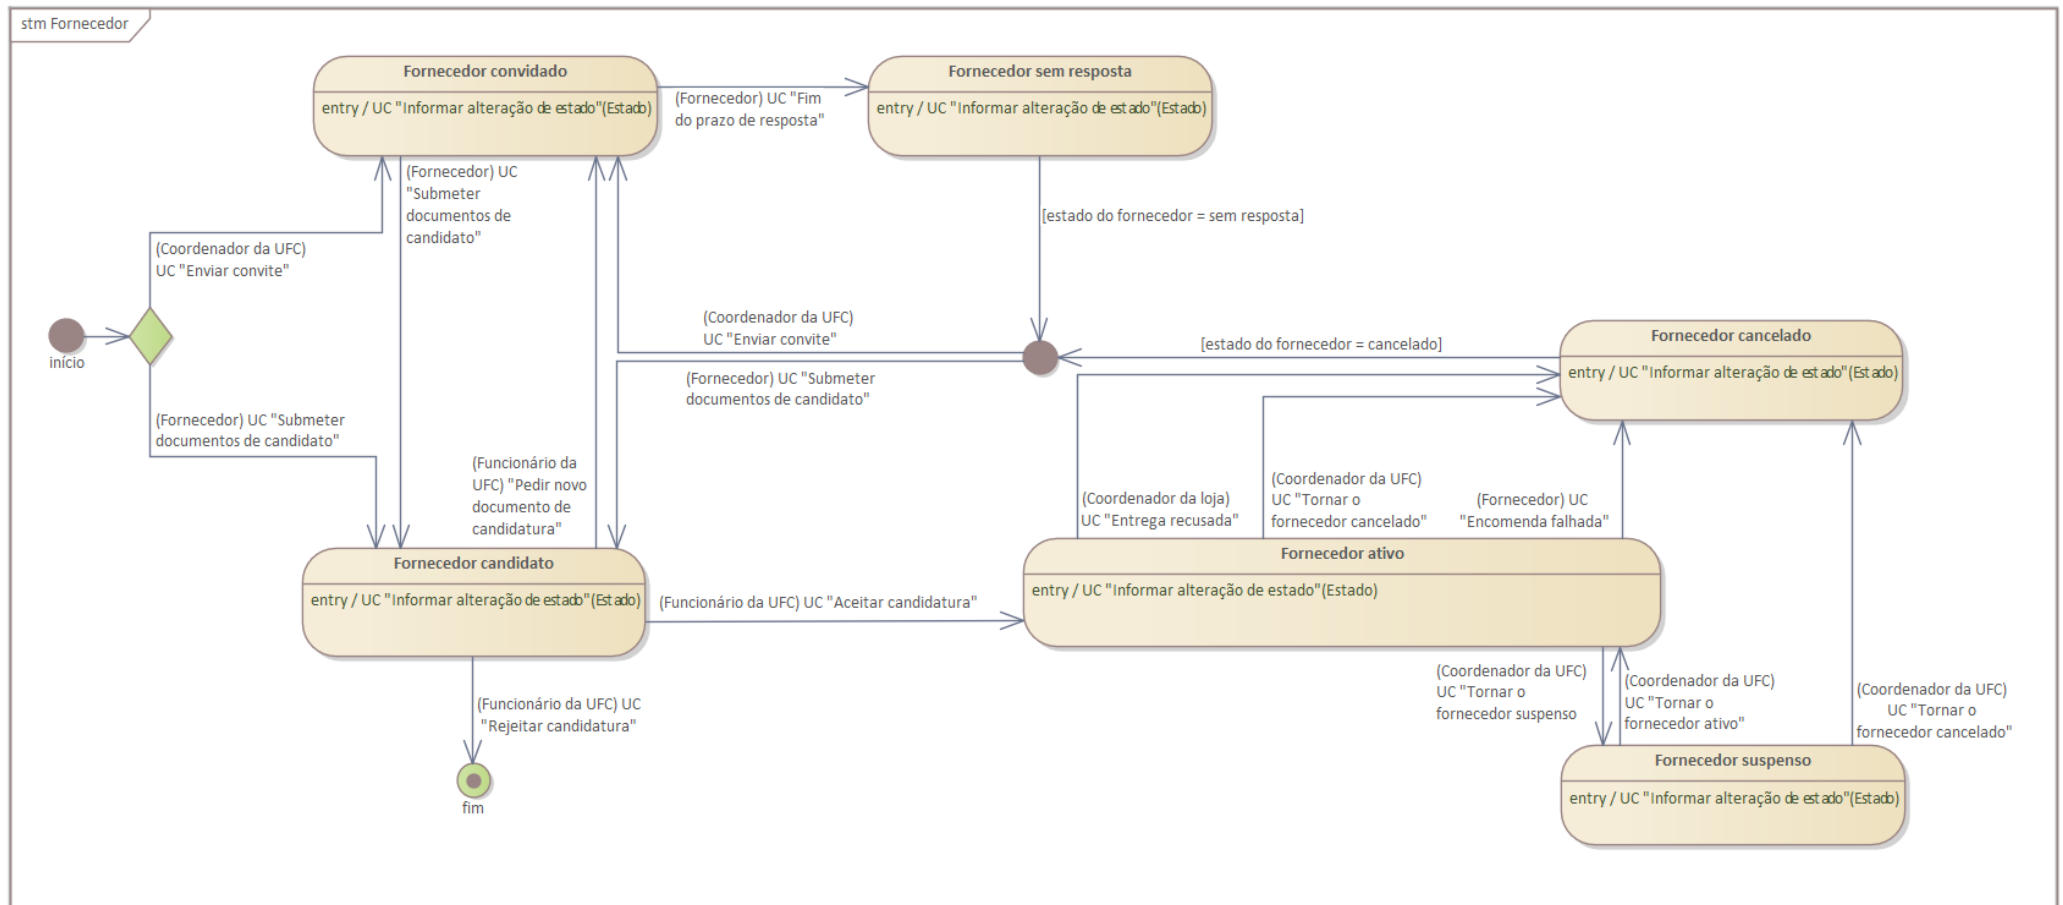 stm Fornecedor
Fornecedor convidado
entry / UC "Informar alteração de estado"(Estado)
(Fornecedor) UC "Fim
do prazo de resposta"
Fornecedor sem resposta
entry / UC "Informar alteração de estado"(Estado)
(Fornecedor) UC
"Submeter
documentos de
candidato"
[estado do fornecedor = sem resposta]
(Coordenador da UFC)
UC "Enviar convite"
início
(Coordenador da UFC)
UC "Enviar convite"
[estado do fornecedor = cancelado]
Fornecedor cancelado
entry / UC "Informar alteração de estado"(Estado)
(Fornecedor) UC "Submeter
documentos de candidato"
(Fornecedor) UC "Submeter
documentos de candidato"
(Funcionário da
UFC) "Pedir novo
documento de
candidatura"
(Coordenador da loja)
UC "Entrega recusada"
(Coordenador da UFC)
UC "Tornar o
fornecedor cancelado"
(Fornecedor) UC
"Encomenda falhada"
Fornecedor candidato
entry / UC "Informar alteração de estado"(Estado)
(Funcionário da UFC) UC "Aceitar candidatura"
Fornecedor ativo
entry / UC "Informar alteração de estado"(Estado)
(Funcionário da UFC) UC
"Rejeitar candidatura"
fim
(Coordenador da UFC)
UC "Tornar o
fornecedor suspenso
(Coordenador da UFC)
UC "Tornar o
fornecedor ativo"
(Coordenador da UFC)
UC "Tornar o
fornecedor cancelado"
Fornecedor suspenso
entry / UC "Informar alteração de estado"(Estado)